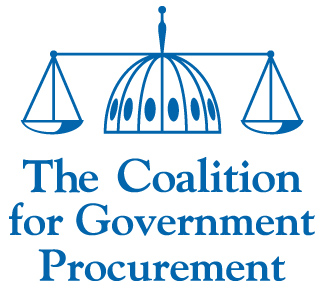 The Coalition
for Government
Procurement